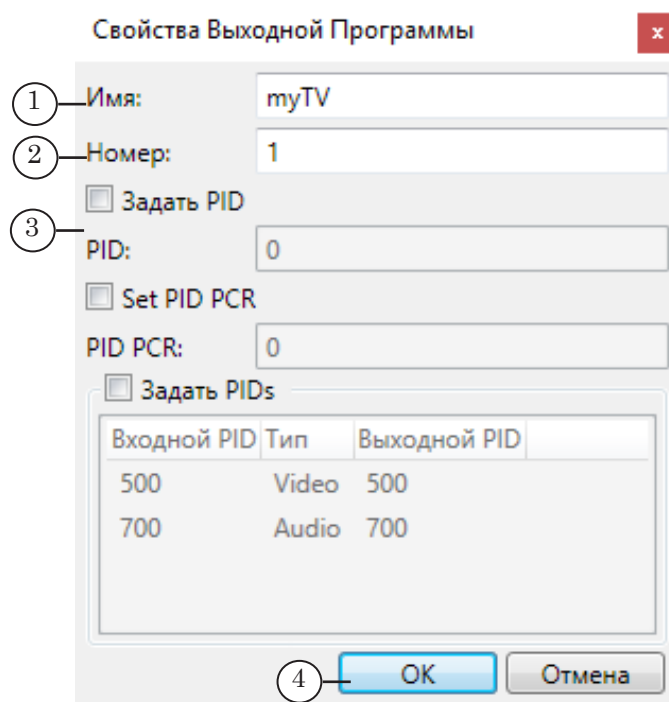 Свойства Выходной Программы x
1 Имя: myTV
2 Номер: 1
Задать PID
3
PID: 0
Set PID PCR
PID PCR: 0
Задать PIDs
Входной PID Тип Выходной PID
500 Video 500
700 Audio 700
4 OK Отмена